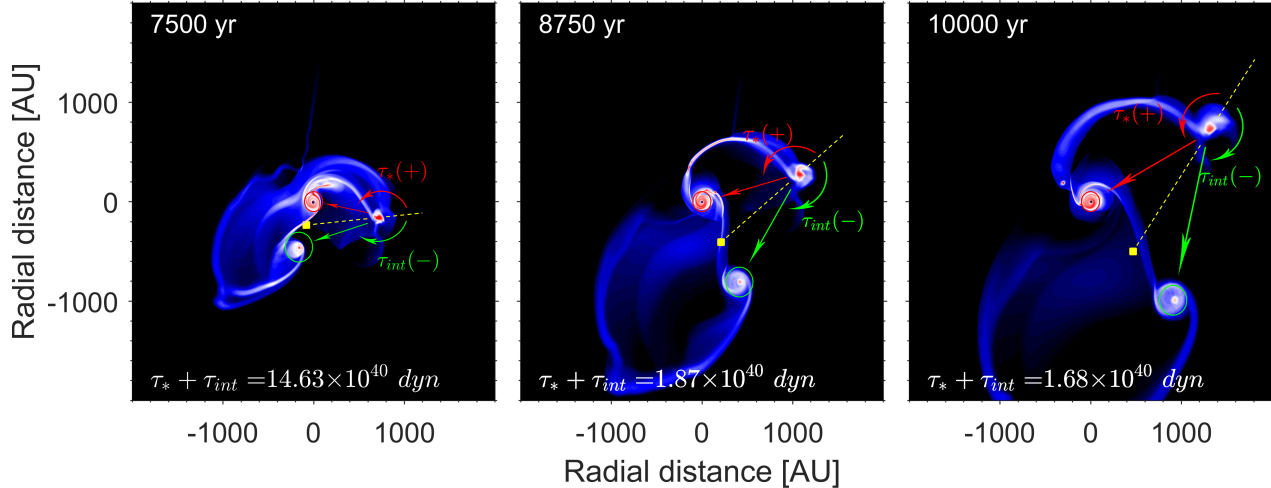 7500 yr
8750 yr
10000 yr
Radial distance [AU]
1000
0
-1000
τ*(+)
τint(−)
τ*(+)
τint(−)
τ*(+)
τint(−)
τ* + τint =14.63×10^40 dyn
τ* + τint =1.87×10^40 dyn
τ* + τint =1.68×10^40 dyn
-1000 0 1000
-1000 0 1000
-1000 0 1000
Radial distance [AU]